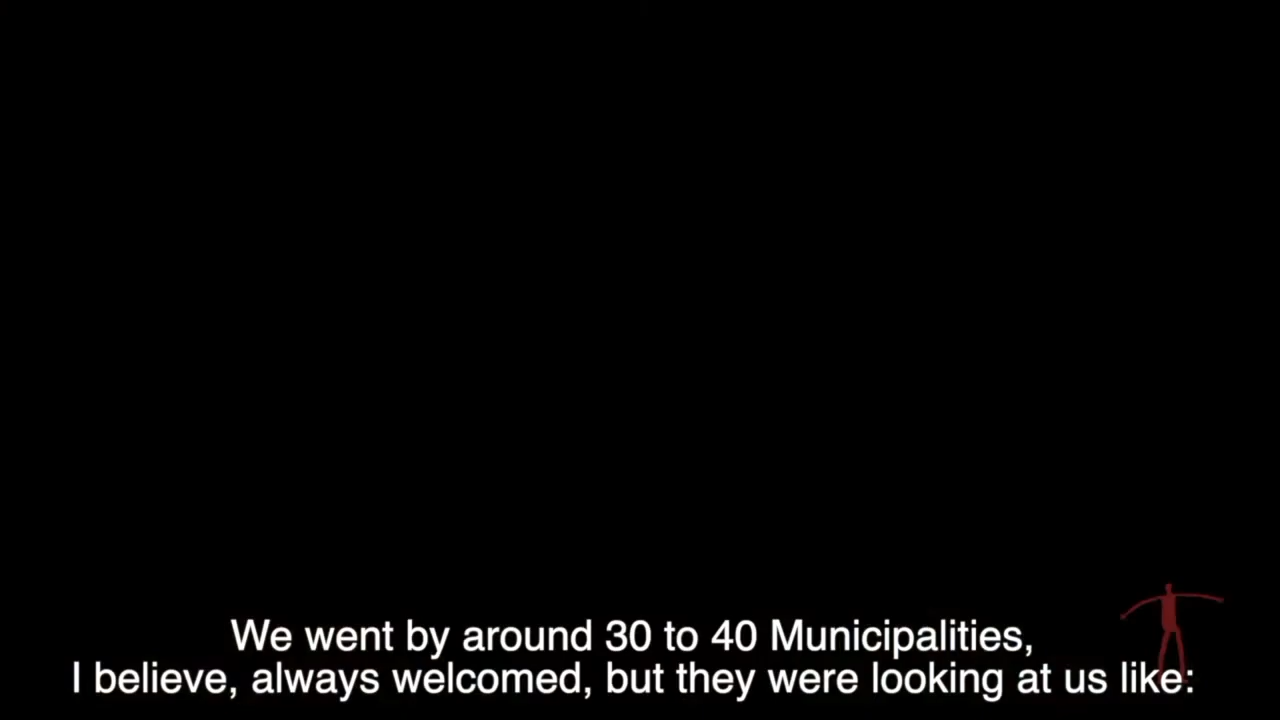 We went by around 30 to 40 Municipalities,
I believe, always welcomed, but they were looking at us like: